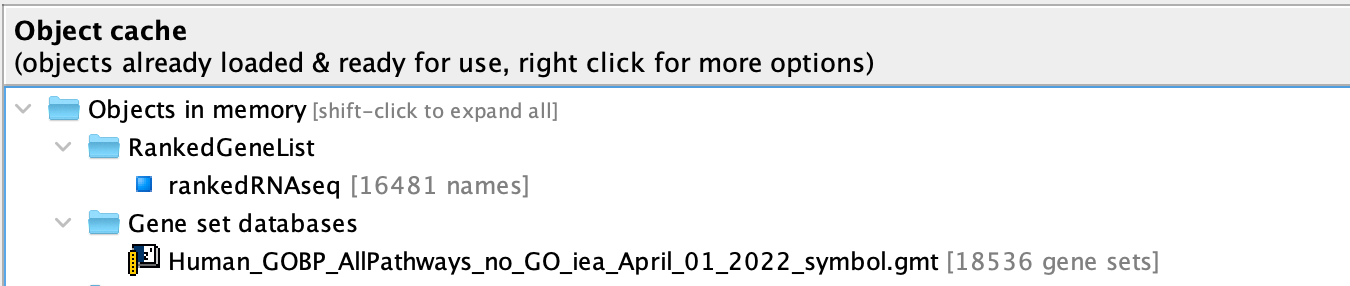 Object cache
(objects already loaded & ready for use, right click for more options)
Objects in memory [shift-click to expand all]
RankedGeneList
rankedRNAseq [16481 names]
Gene set databases
Human_GOBP_AllPathways_no_GO_iea_April_01_2022_symbol.gmt [18536 gene sets]